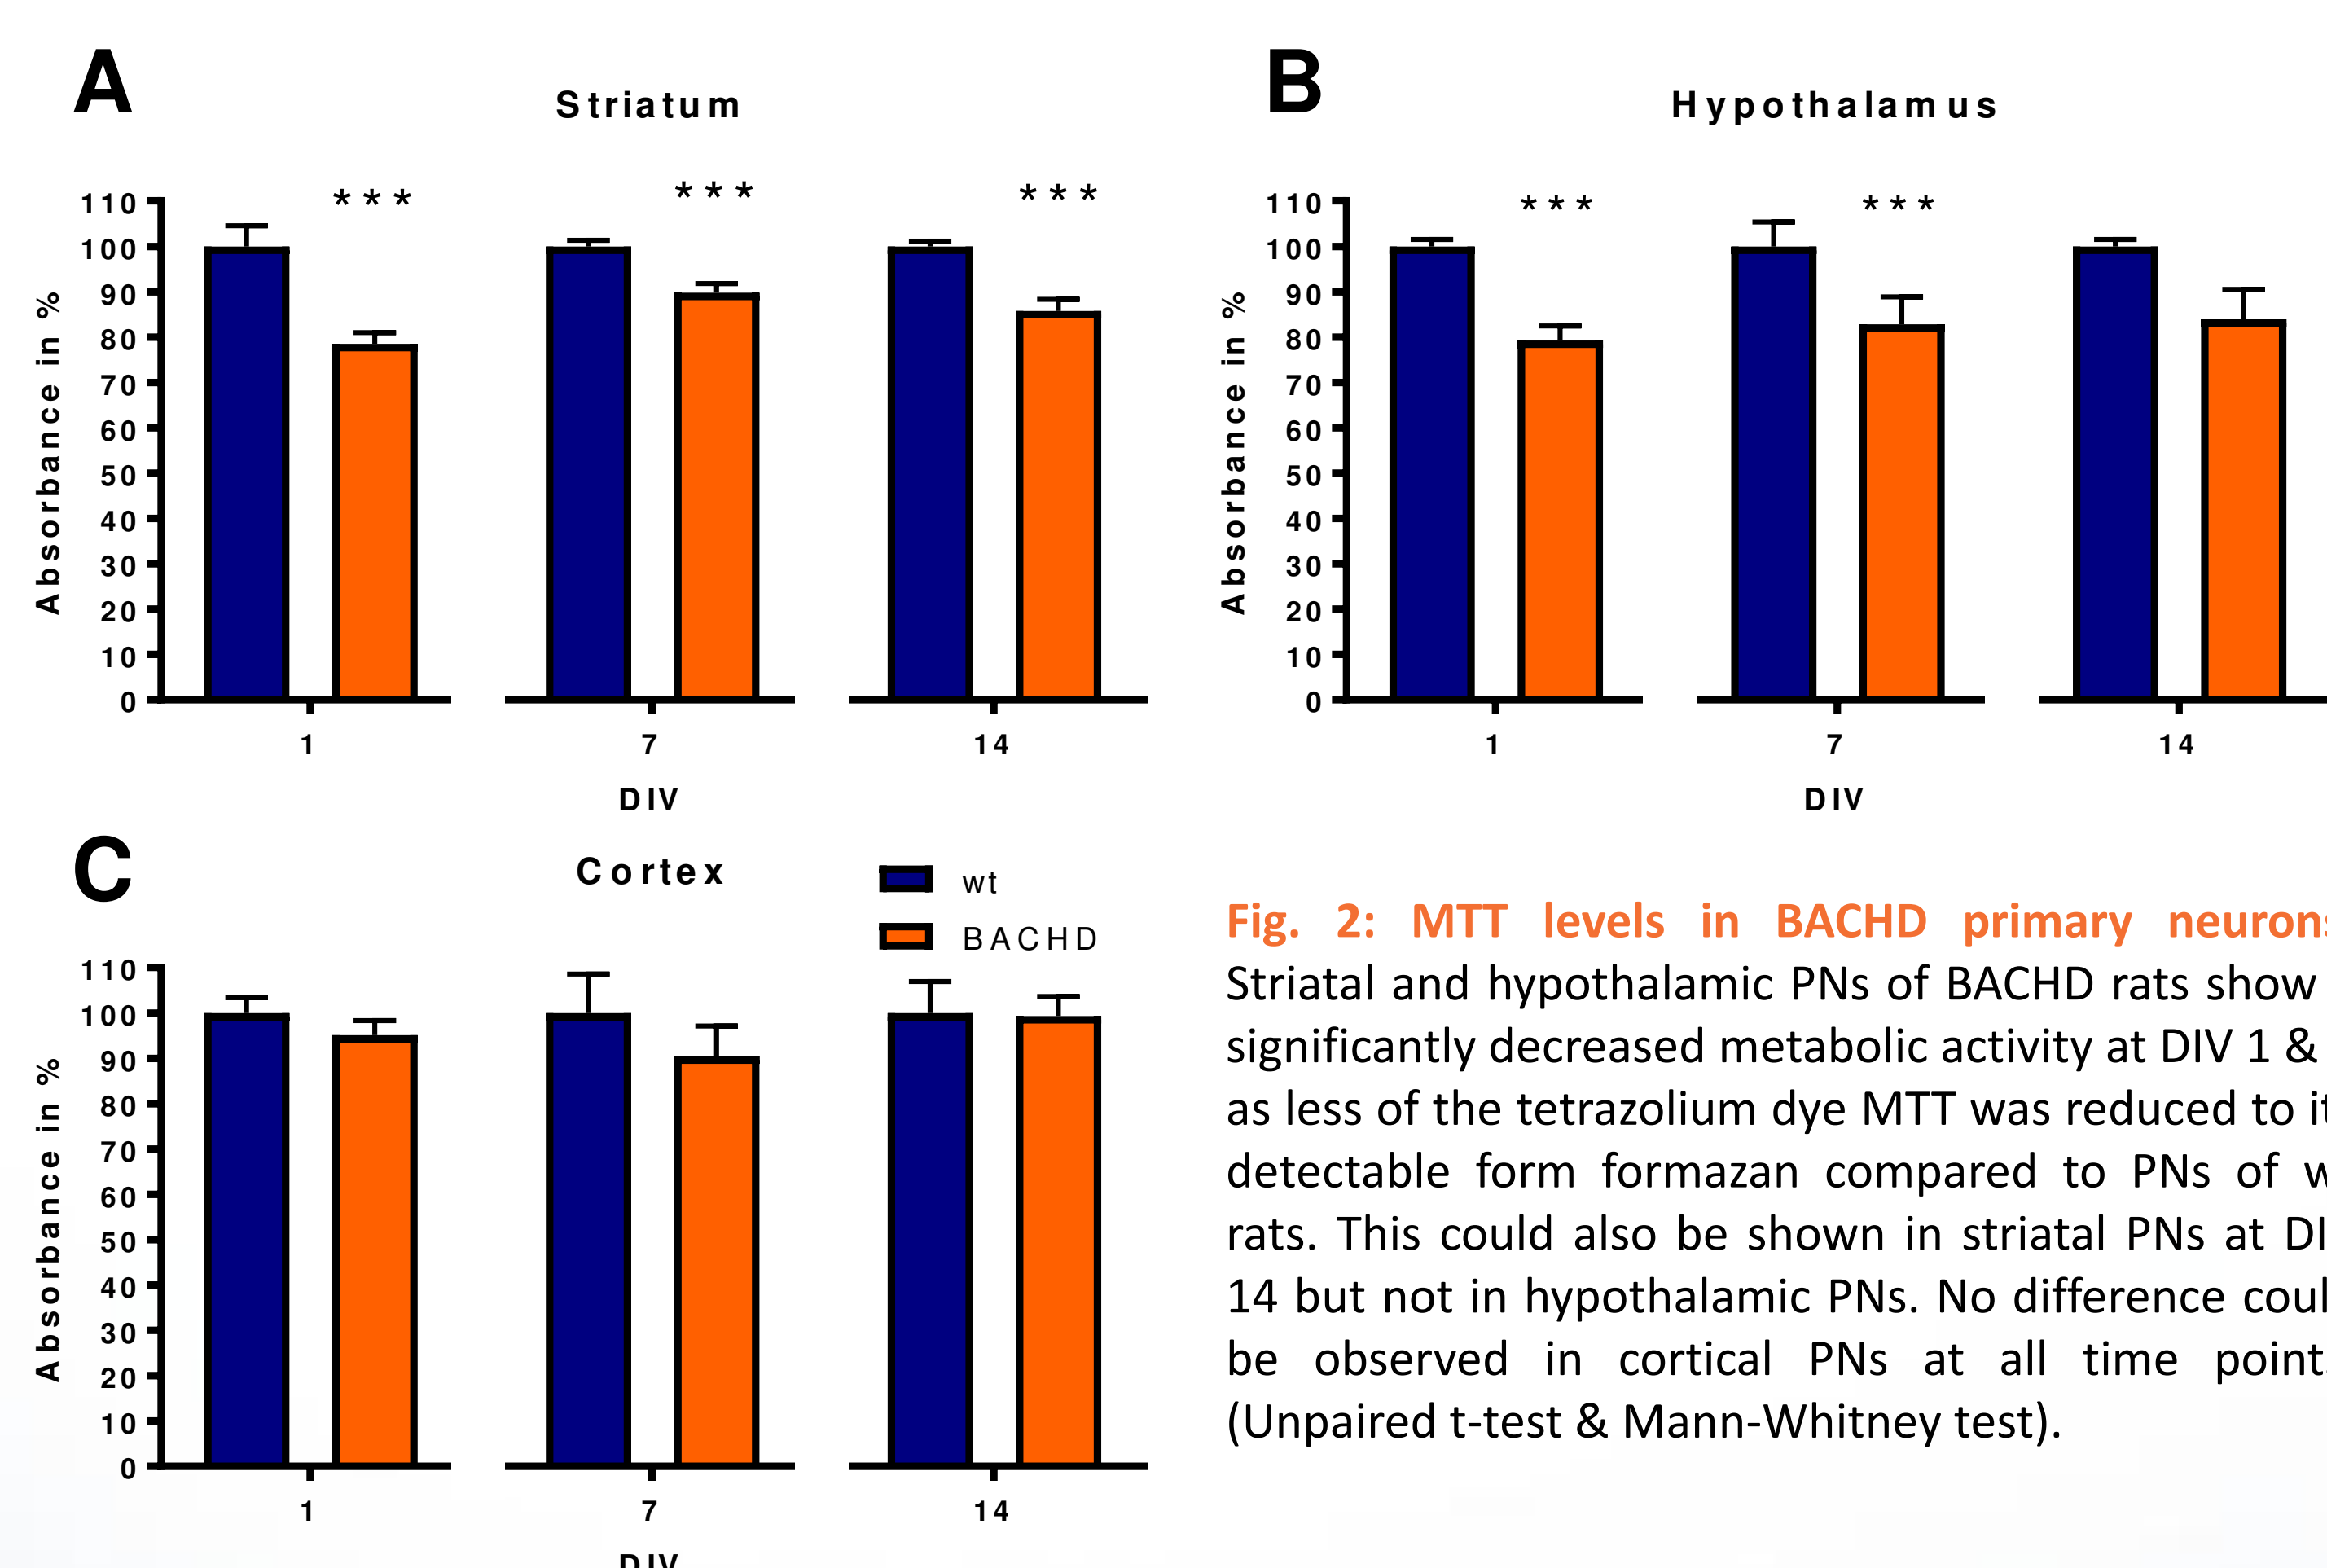 A
Striatum
*** *** ***
Absorbance in %
110
100
90
80
70
60
50
40
30
20
10
0
1 7 14
DIV
B
Hypothalamus
*** ***
Absorbance in %
110
100
90
80
70
60
50
40
30
20
10
0
1 7 14
DIV
C
Cortex
wt
BACHD
Absorbance in %
110
100
90
80
70
60
50
40
30
20
10
0
1 7 14
DIV
Fig. 2: MTT levels in BACHD primary neurons
Striatal and hypothalamic PNs of BACHD rats show
significantly decreased metabolic activity at DIV 1 &
as less of the tetrazolium dye MTT was reduced to
detectable form formazan compared to PNs of
rats. This could also be shown in striatal PNs at
14 but not in hypothalamic PNs. No difference
be observed in cortical PNs at all time
(Unpaired t-test & Mann-Whitney test).